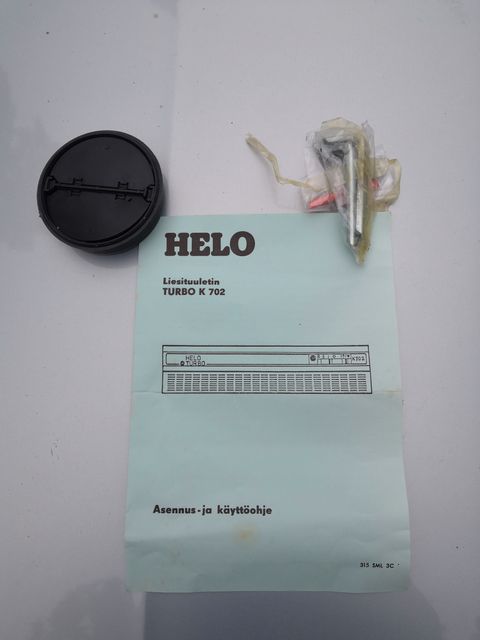 HELO
Liesituuletin
TURBO K 702
HELO
TURBO
K702
Asennus-ja käyttöohje
315 SML 3C